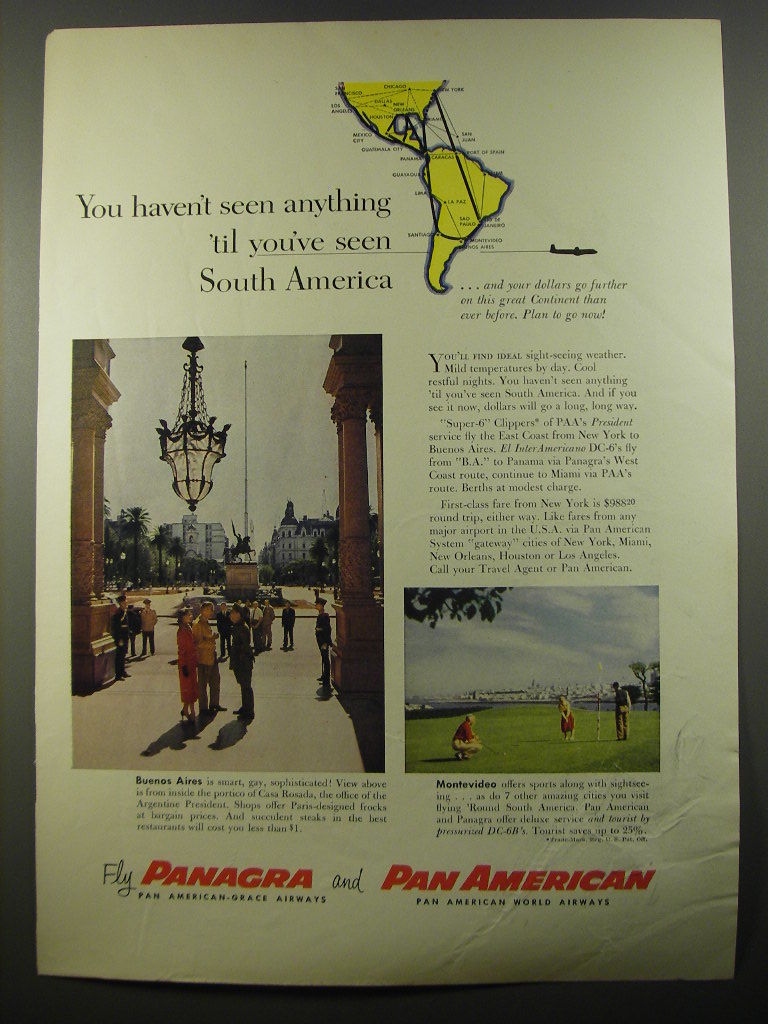 SAN FRANCISCO
CHICAGO
NEW YORK
LOS ANGELES
DALLAS
NEW ORLEANS
HOUSTON
MIAMI
MEXICO CITY
SAN JUAN
GUATEMALA CITY
PANAMA
CARACAS
PORT OF SPAIN
GUAYAQUIL
LIMA
LA PAZ
SAO PAULO
RIO DE JANEIRO
SANTIAGO
MONTEVIDEO
BUENOS AIRES
You haven't seen anything
'til you've seen
South America
. . . and your dollars go further
on this great Continent than
ever before. Plan to go now!
YOU'LL FIND IDEAL sight-seeing weather.
Mild temperatures by day. Cool
restful nights. You haven't seen anything
'til you've seen South America. And if you
see it now, dollars will go a long, long way.
"Super-6" Clippers* of PAA's President
service fly the East Coast from New York to
Buenos Aires. El InterAmericano DC-6's fly
from "B.A." to Panama via Panagra's West
Coast route, continue to Miami via PAA's
route. Berths at modest charge.
First-class fare from New York is $988.20
round trip, either way. Like fares from any
major airport in the U.S.A. via Pan American
System "gateway" cities of New York, Miami,
New Orleans, Houston or Los Angeles.
Call your Travel Agent or Pan American.
Buenos Aires is smart, gay, sophisticated! View above
is from inside the portico of Casa Rosada, the office of the
Argentine President. Shops offer Paris-designed frocks
at bargain prices. And succulent steaks in the best
restaurants will cost you less than $1.
Montevideo offers sports along with sightsee-
ing . . . as do 7 other amazing cities you visit
flying 'Round South America. Pan American
and Panagra offer deluxe service and tourist by
pressurized DC-6B's. Tourist saves up to 25%.
*Trade-Mark, Reg. U. S. Pat. Off.
Fly PANAGRA and PAN AMERICAN
PAN AMERICAN-GRACE AIRWAYS
PAN AMERICAN WORLD AIRWAYS